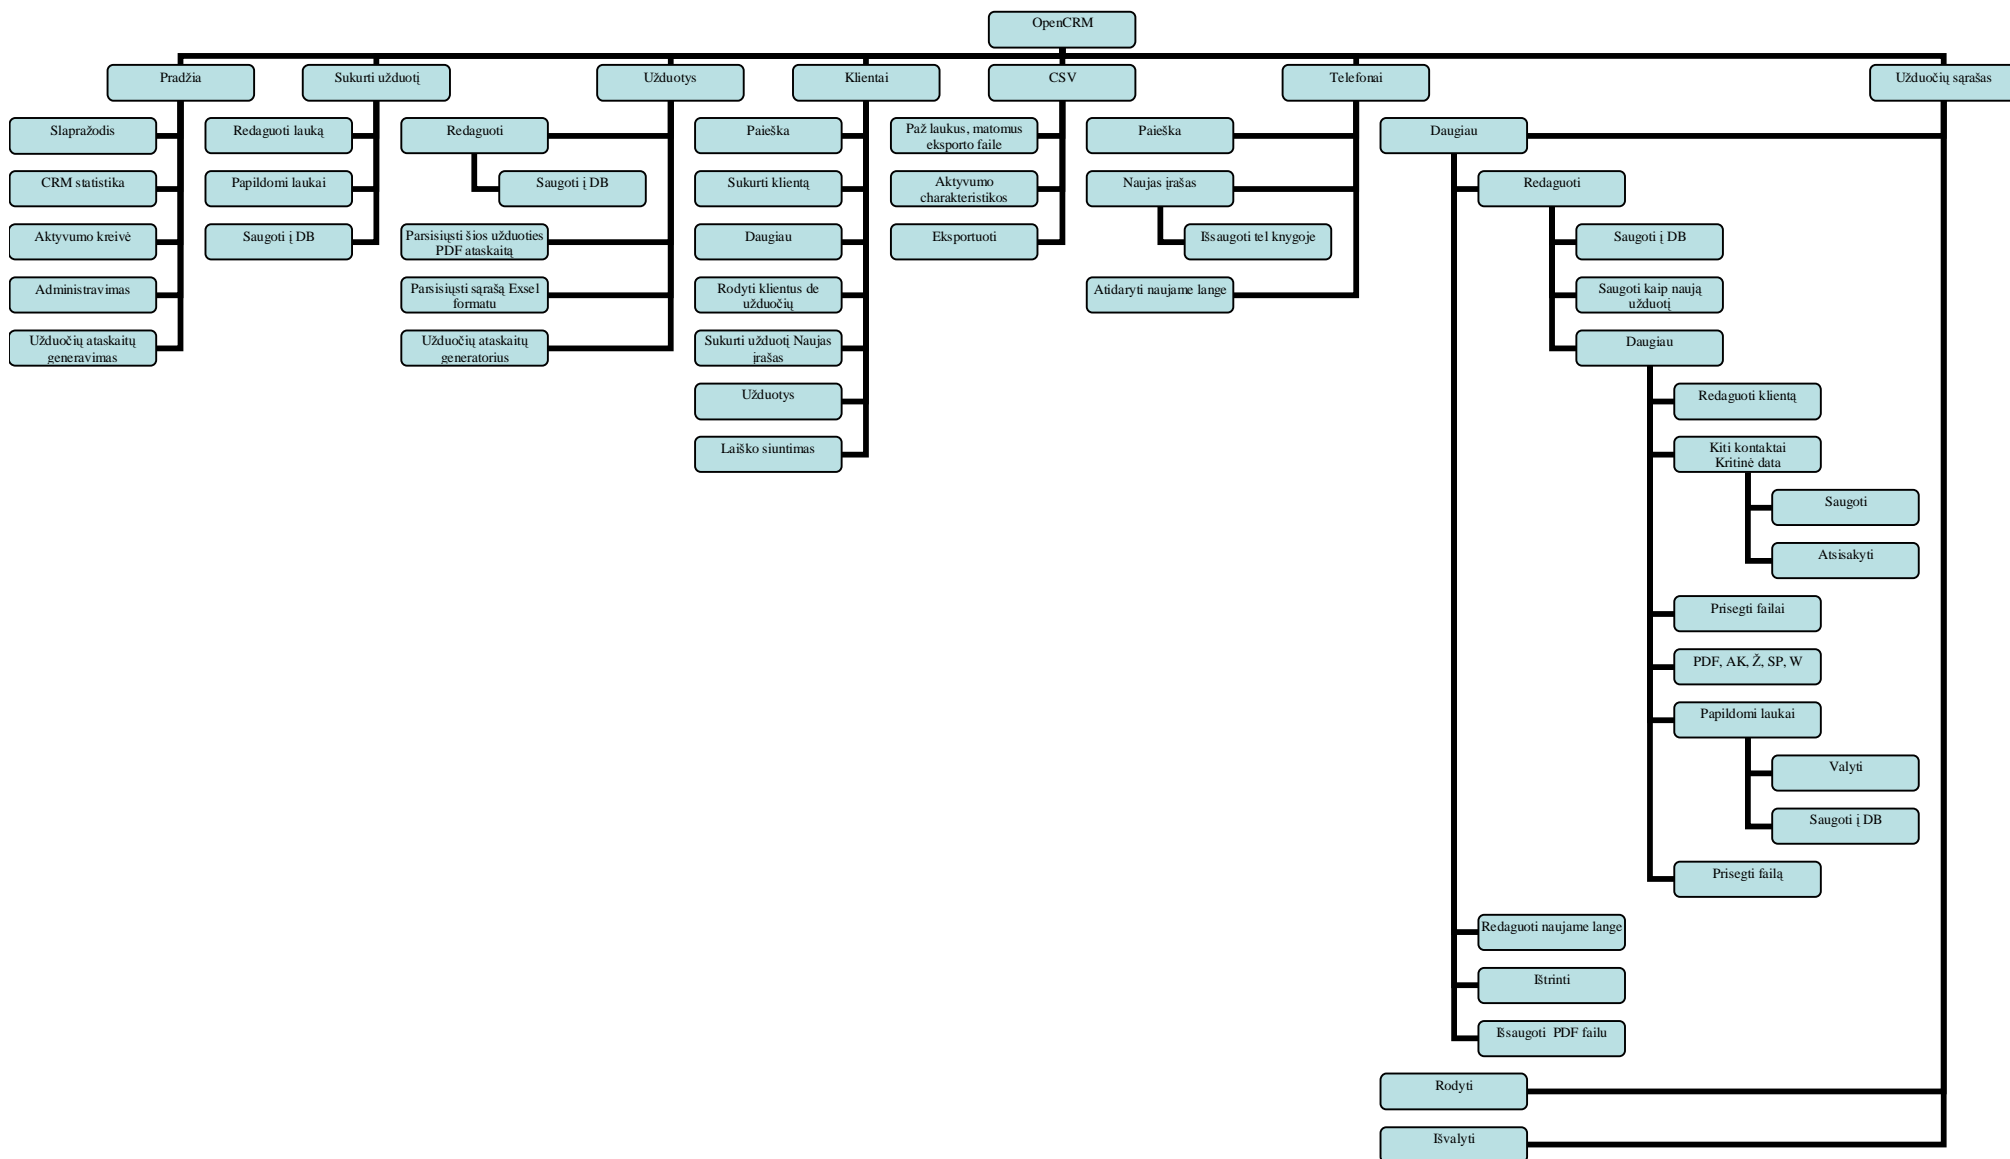 OpenCRM
Pradžia
Sukurti užduotį
Užduotys
Klientai
CSV
Telefonai
Užduočių sąrašas
Slapražodis
CRM statistika
Aktyvumo kreivė
Administravimas
Užduočių ataskaitų
generavimas
Redaguoti lauką
Papildomi laukai
Saugoti į DB
Redaguoti
Saugoti į DB
Parsisiųsti šios užduoties
PDF ataskaitą
Parsisiųsti sąrašą Exsel
formatu
Užduočių ataskaitų
generatorius
Paieška
Sukurti klientą
Daugiau
Rodyti klientus de
užduočių
Sukurti užduotį Naujas
įrašas
Užduotys
Laiško siuntimas
Paž laukus, matomus
eksporto faile
Aktyvumo
charakteristikos
Eksportuoti
Paieška
Naujas įrašas
Išsaugoti tel knygoje
Atidaryti naujame lange
Daugiau
Redaguoti
Saugoti į DB
Saugoti kaip naują
užduotį
Daugiau
Redaguoti klientą
Kiti kontaktai
Kritinė data
Saugoti
Atsisakyti
Prisegti failai
PDF, AK, Ž, SP, W
Papildomi laukai
Valyti
Saugoti į DB
Prisegti failą
Redaguoti naujame lange
Ištrinti
Išsaugoti PDF failu
Rodyti
Išvalyti